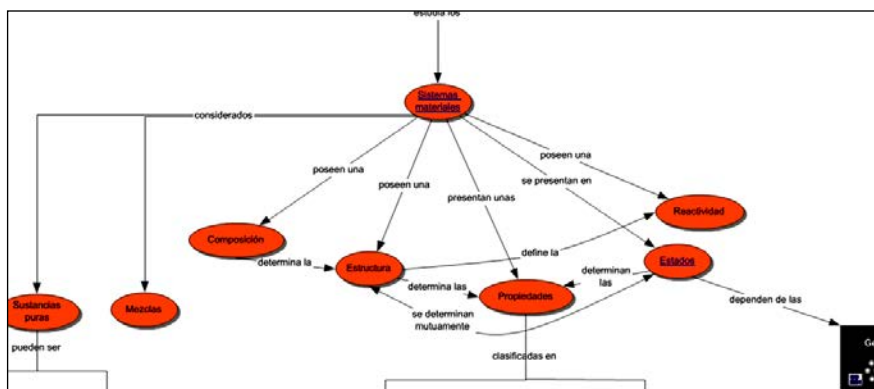 estudia los
Sistemas
materiales
considerados
poseen una
poseen una
poseen una
se presentan en
presentan unas
Reactividad
Composición
determina la
Estructura
define la
Estados
determinan
las
determina las
Propiedades
Sustancias
puras
Mezclas
se determinan
mutuamente
dependen de las
pueden ser
clasificadas en